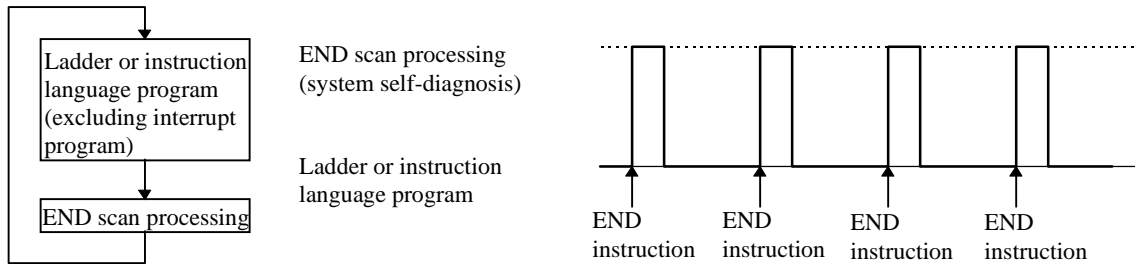 Ladder or instruction
language program
(excluding interrupt
program)
END scan processing
END scan processing
(system self-diagnosis)
Ladder or instruction
language program
END
instruction
END
instruction
END
instruction
END
instruction